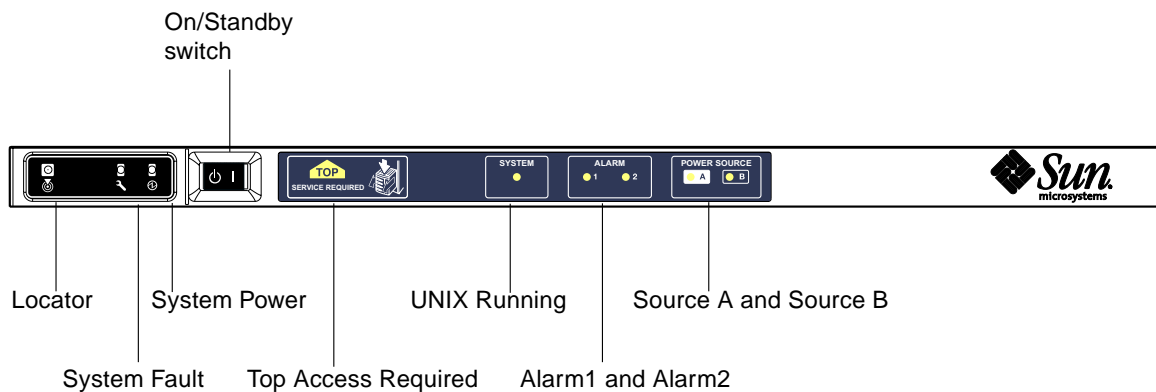 On/Standby
switch
TOP
SERVICE REQUIRED
SYSTEM
ALARM
1 2
POWER SOURCE
A B
Sun.
microsystems
Locator
System Power
UNIX Running
Source A and Source B
System Fault
Top Access Required
Alarm1 and Alarm2